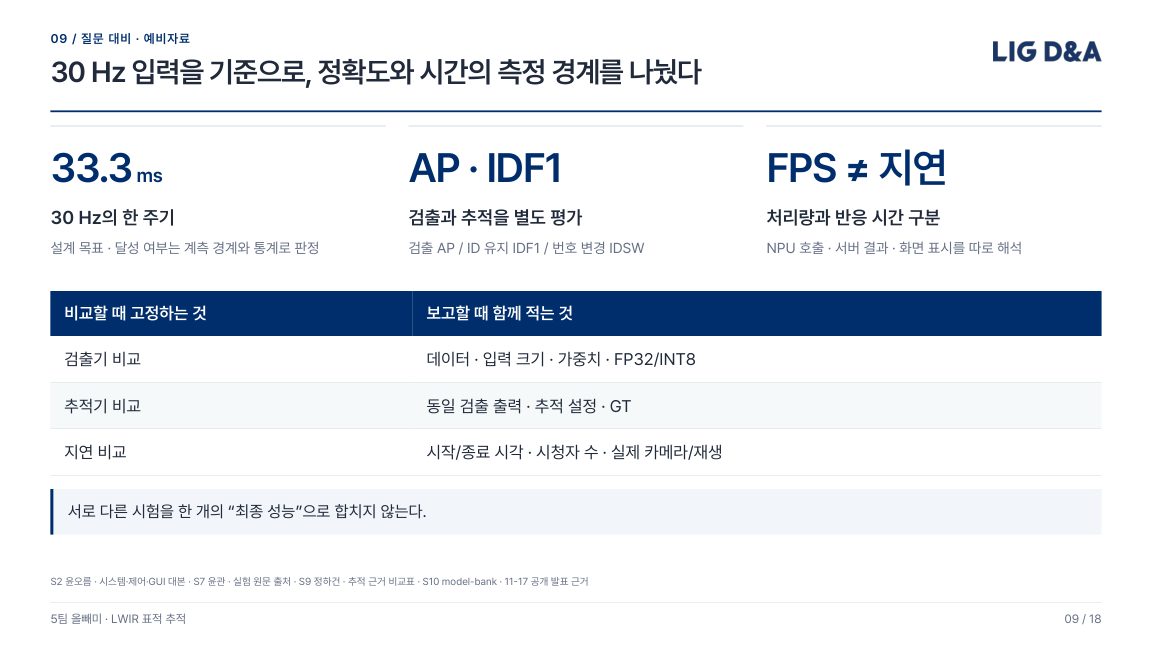 09 / 질문 대비 · 예비자료
LIG D&A
30 Hz 입력을 기준으로, 정확도와 시간의 측정 경계를 나눴다
33.3 ms
30 Hz의 한 주기
설계 목표 · 달성 여부는 계측 경계와 통계로 판정
AP · IDF1
검출과 추적을 별도 평가
검출 AP / ID 유지 IDF1 / 번호 변경 IDSW
FPS ≠ 지연
처리량과 반응 시간 구분
NPU 호출 · 서버 결과 · 화면 표시를 따로 해석
비교할 때 고정하는 것 보고할 때 함께 적는 것
검출기 비교 데이터 · 입력 크기 · 가중치 · FP32/INT8
추적기 비교 동일 검출 출력 · 추적 설정 · GT
지연 비교 시작/종료 시각 · 시청자 수 · 실제 카메라/재생
서로 다른 시험을 한 개의 “최종 성능”으로 합치지 않는다.
S2 윤오름 · 시스템·제어·GUI 대본 · S7 윤관 · 실험 원문 출처 · S9 정하건 · 추적 근거 비교표 · S10 model-bank · 11-17 공개 발표 근거
5팀 올빼미 · LWIR 표적 추적
09 / 18